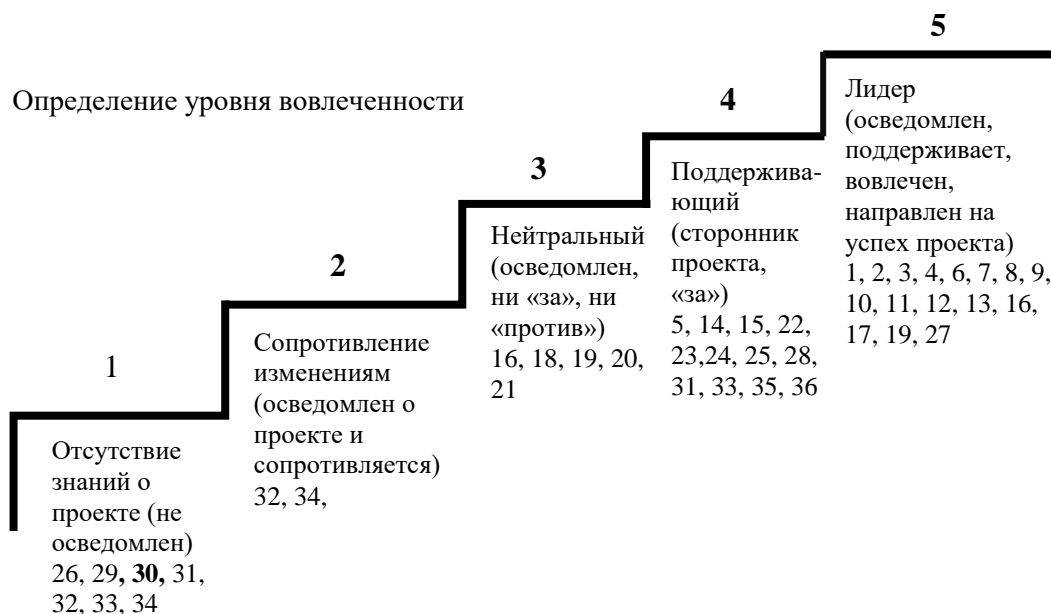 Определение уровня вовлеченности
1
Отсутствие
знаний о
проекте (не
осведомлен)
26, 29, 30, 31,
32, 33, 34
2
Сопротивление
изменениям
(осведомлен о
проекте и
сопротивляется)
32, 34,
3
Нейтральный
(осведомлен,
ни «за», ни
«против»)
16, 18, 19, 20,
21
4
Поддержива-
ющий
(сторонник
проекта,
«за»)
5, 14, 15, 22,
23,24, 25, 28,
31, 33, 35, 36
5
Лидер
(осведомлен,
поддерживает,
вовлечен,
направлен на
успех проекта)
1, 2, 3, 4, 6, 7, 8, 9,
10, 11, 12, 13, 16,
17, 19, 27